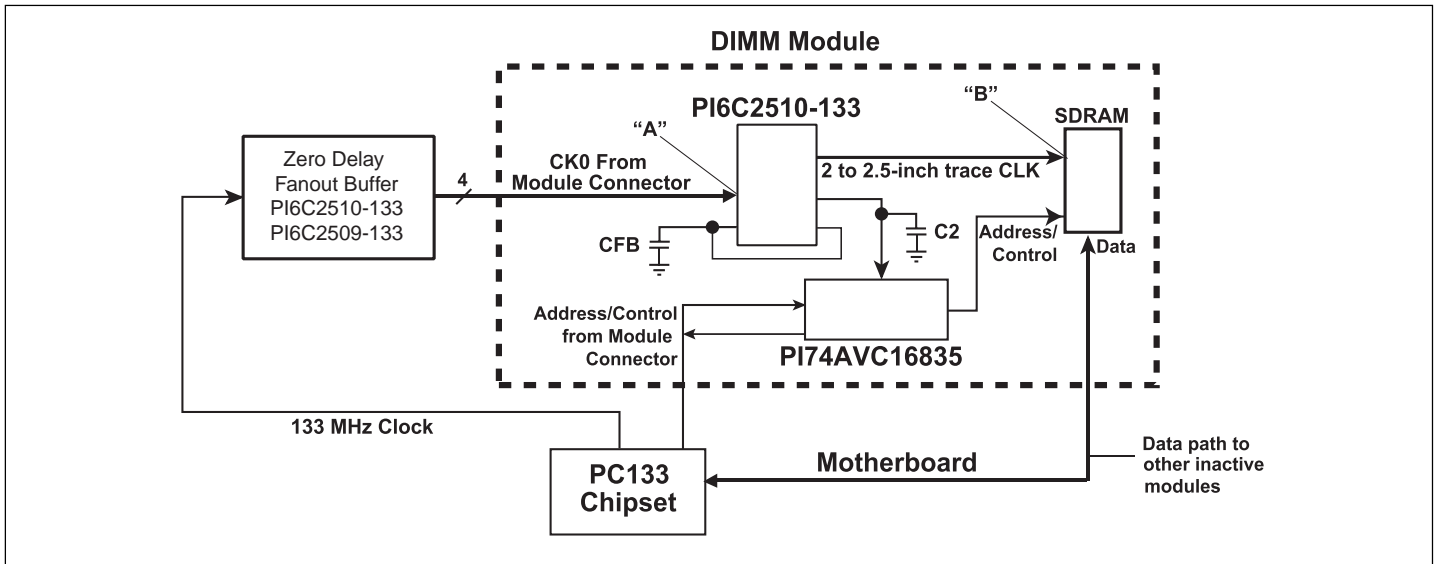 DIMM Module
PI6C2510-133
“B”
SDRAM
“A”
Zero Delay
Fanout Buffer
PI6C2510-133
PI6C2509-133
4
CK0 From
Module Connector
2 to 2.5-inch trace CLK
CFB
C2
Address/
Control
Data
Address/Control
from Module
Connector
PI74AVC16835
133 MHz Clock
PC133
Chipset
Motherboard
Data path to
other inactive
modules